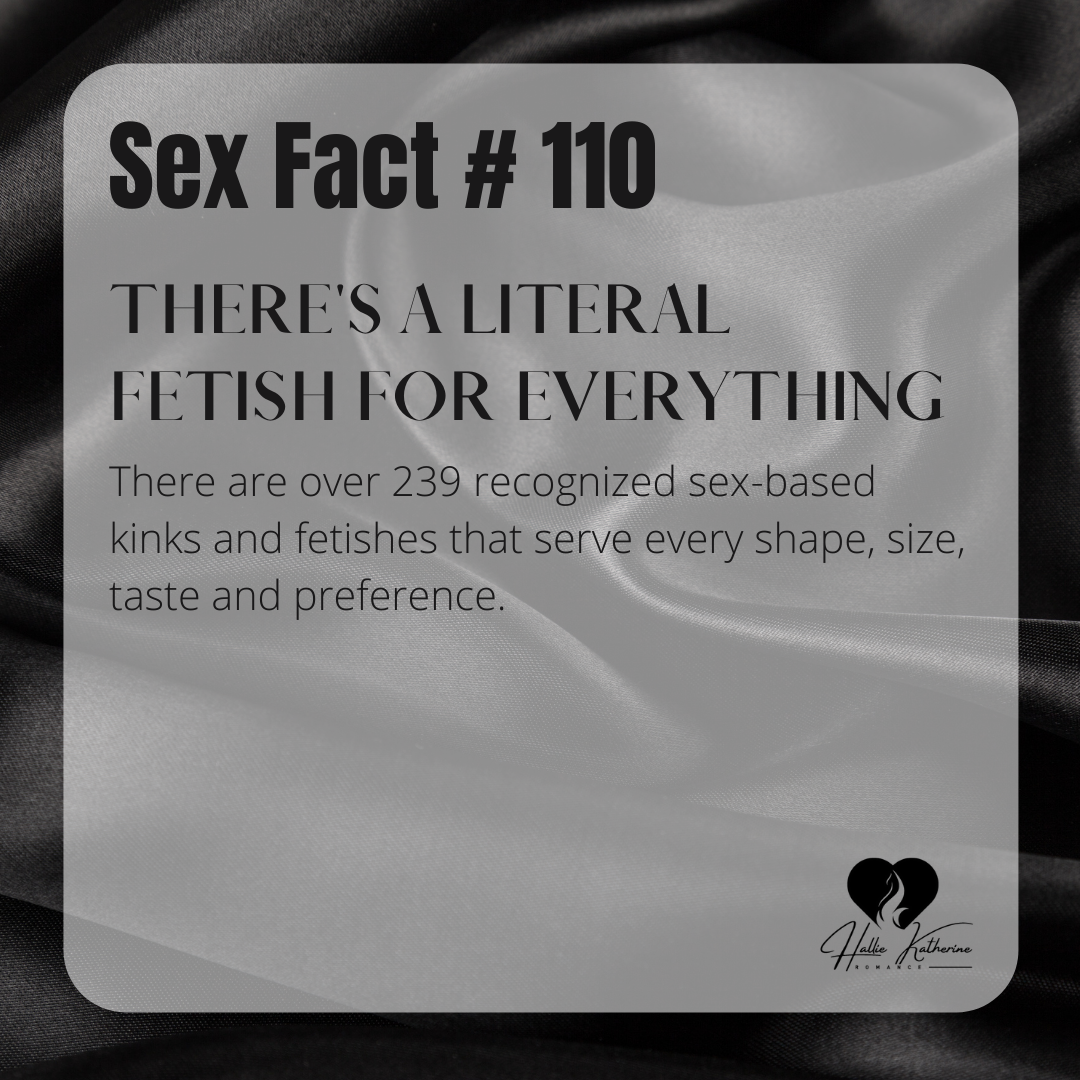 Sex Fact # 110
THERE'S A LITERAL
FETISH FOR EVERYTHING
There are over 239 recognized sex-based
kinks and fetishes that serve every shape, size,
taste and preference.
Hallie Katherine
ROMANCE